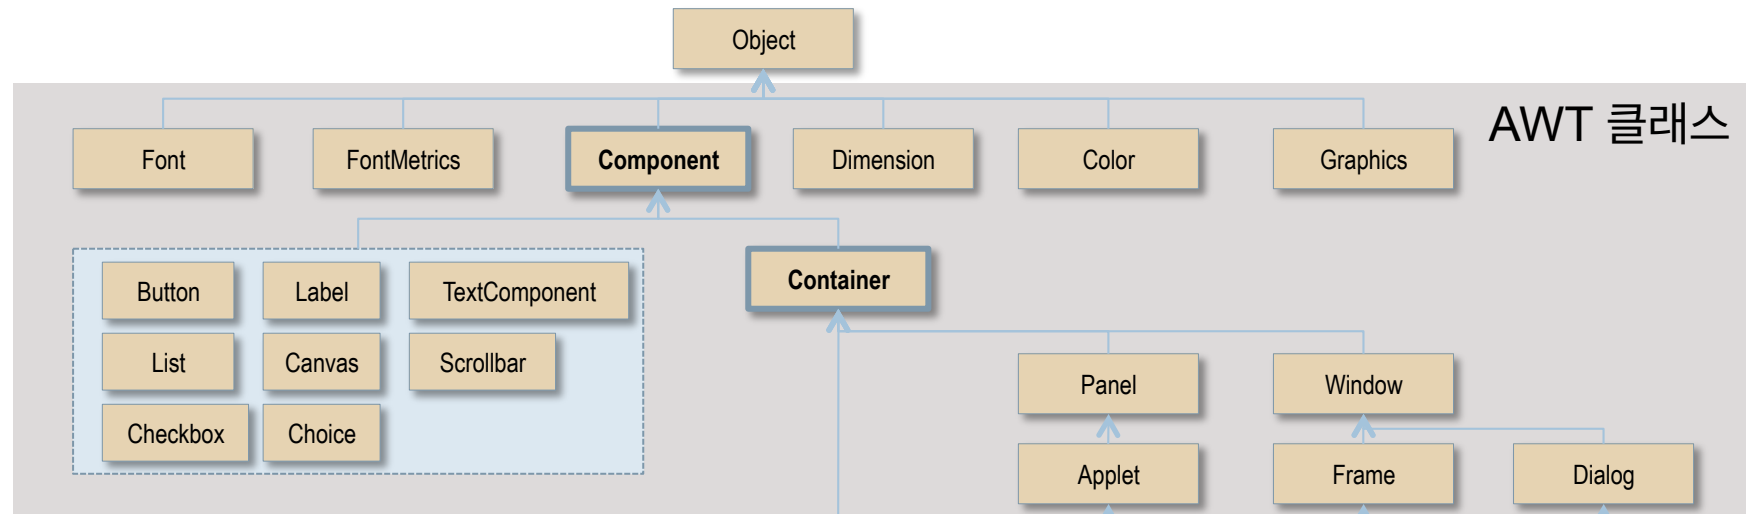 Object
AWT 클래스
Font
FontMetrics
Component
Dimension
Color
Graphics
Button
Label
TextComponent
Container
List
Canvas
Scrollbar
Panel
Window
Checkbox
Choice
Applet
Frame
Dialog